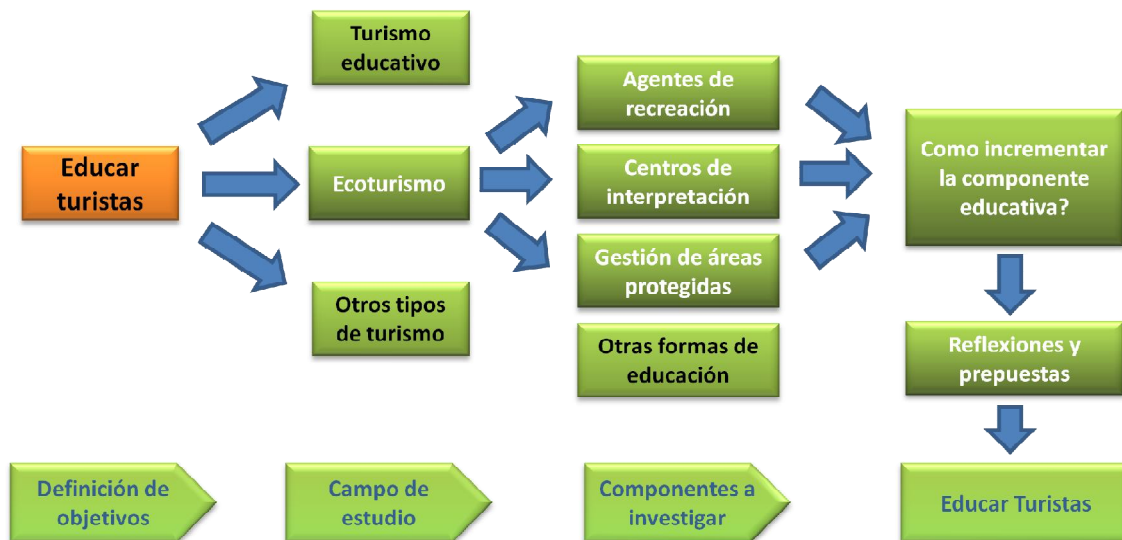 Educar
turistas
Turismo
educativo
Ecoturismo
Otros tipos
de turismo
Agentes de
recreación
Centros de
interpretación
Gestión de áreas
protegidas
Otras formas de
educación
Como incrementar
la componente
educativa?
Reflexiones y
prepuestas
Definición de
objetivos
Campo de
estudio
Componentes a
investigar
Educar Turistas